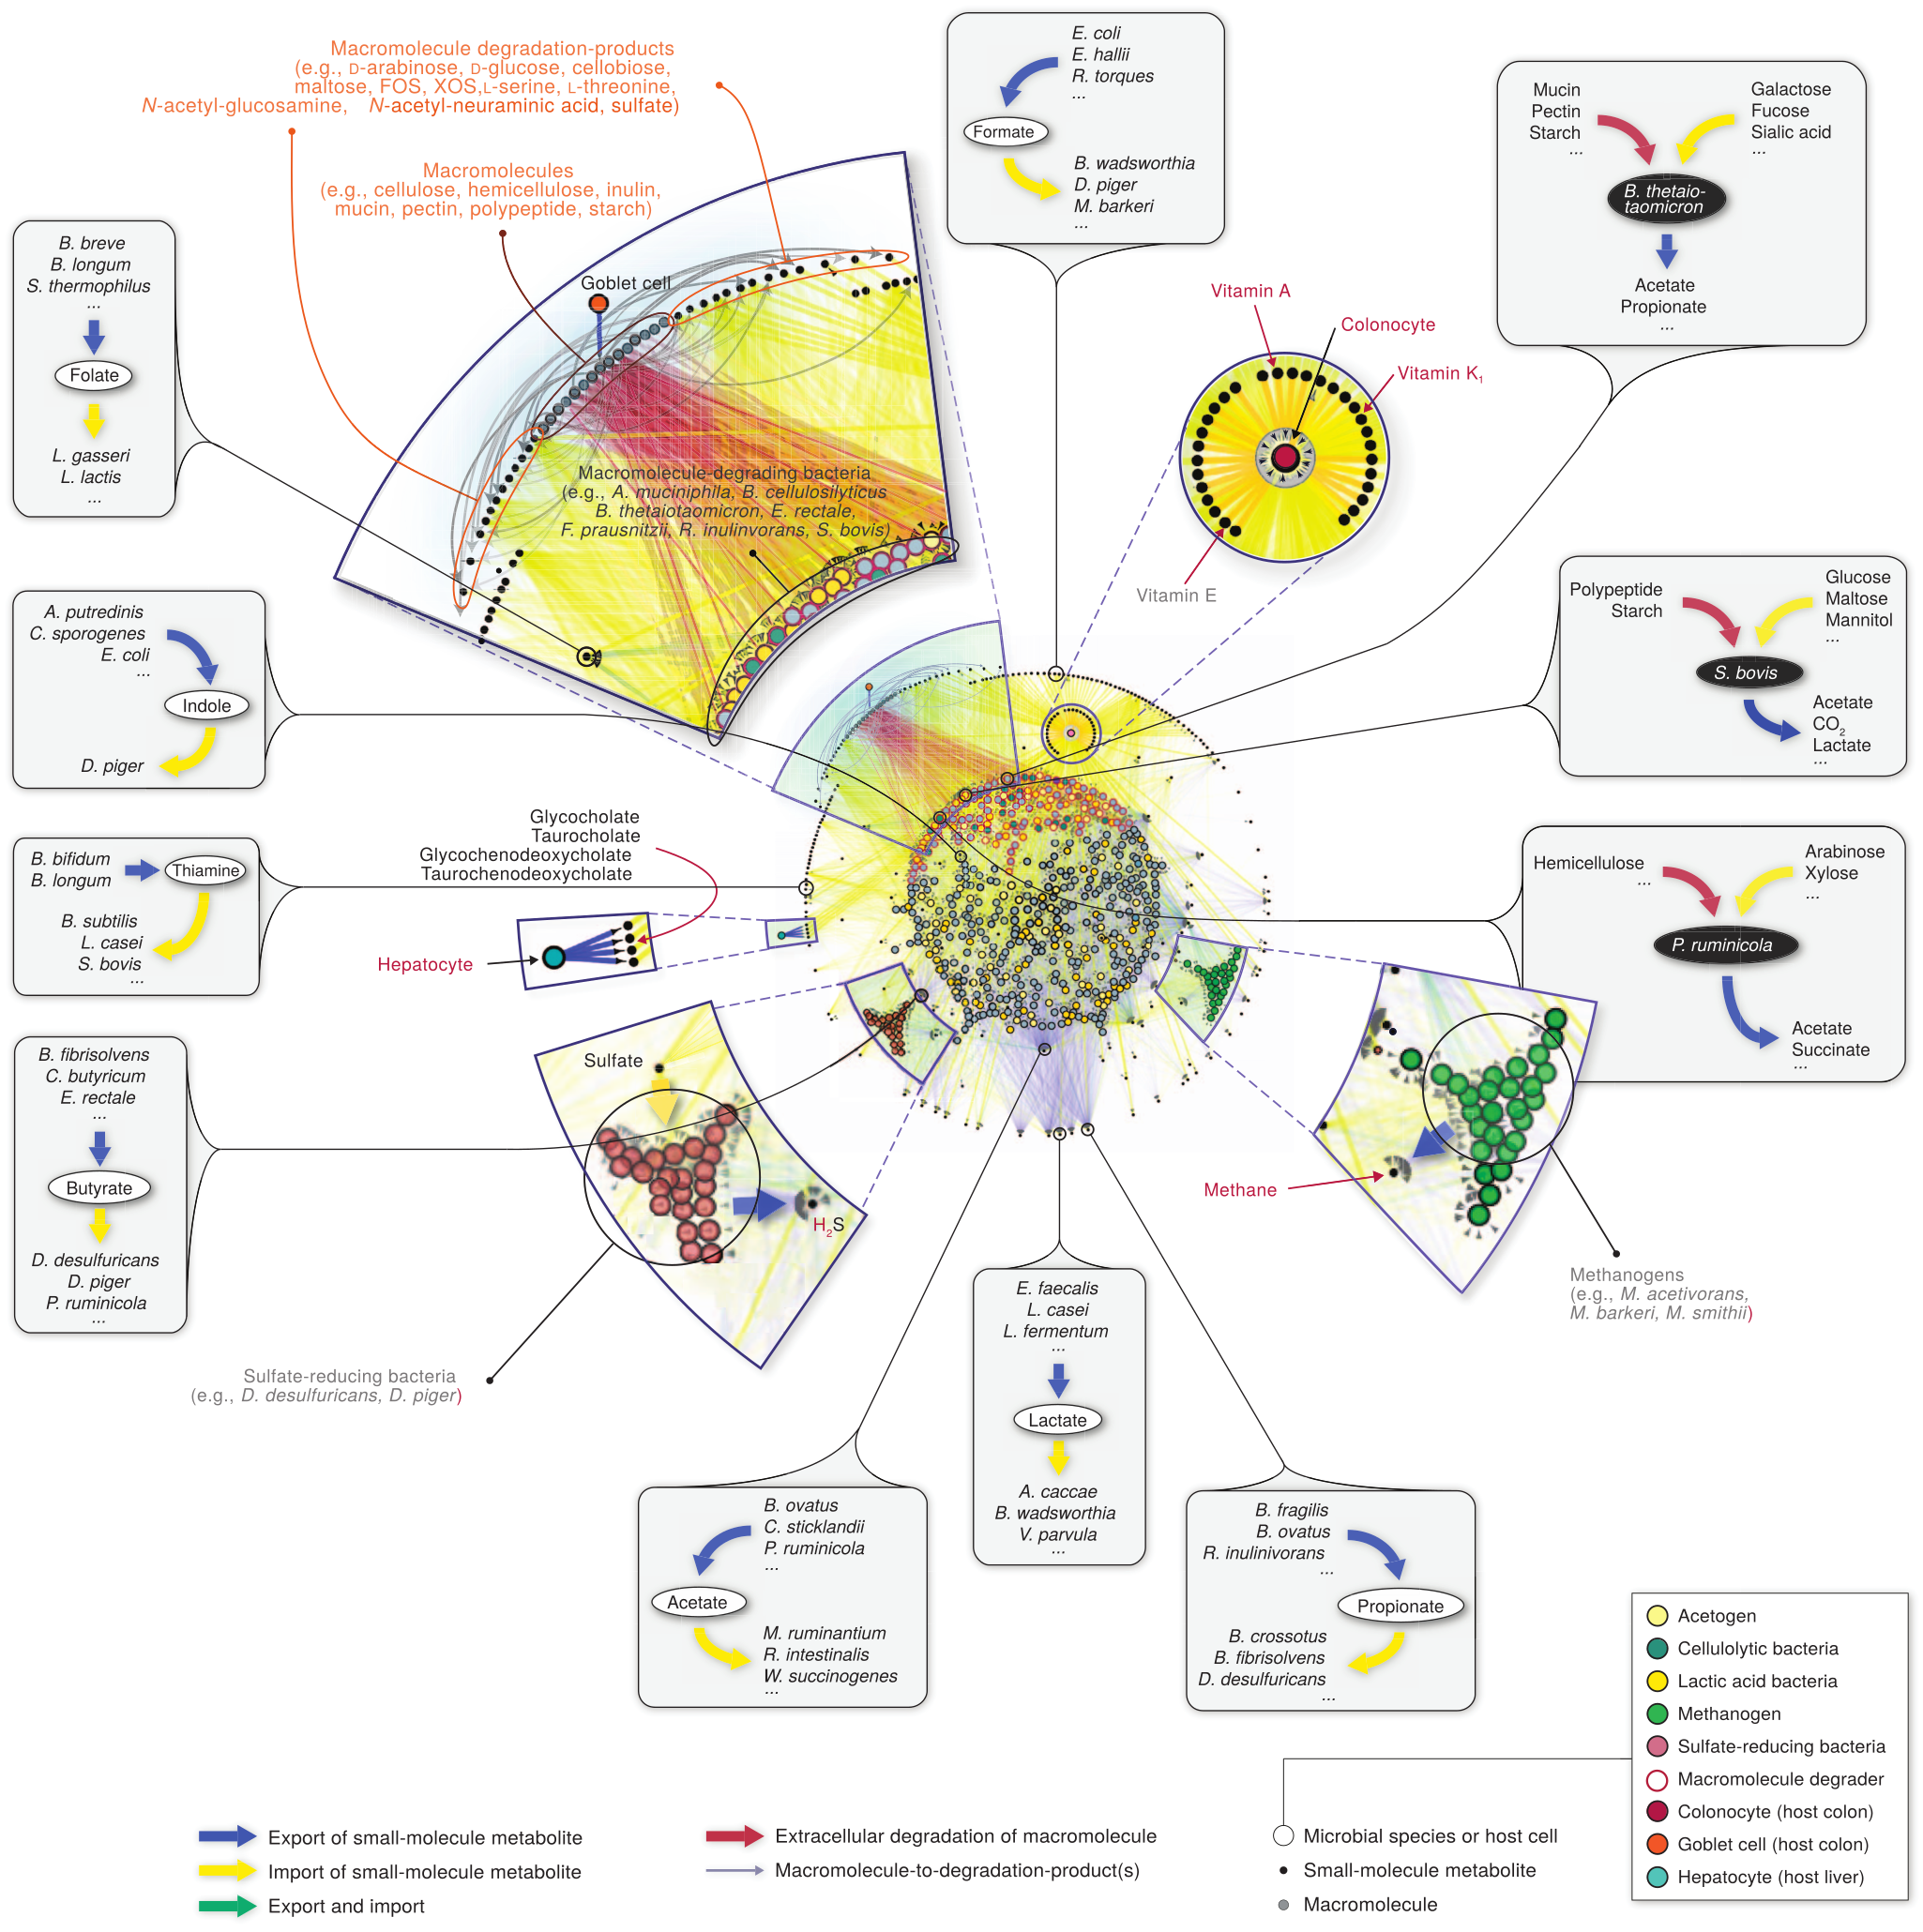 Macromolecule degradation-products
(e.g., D-arabinose, D-glucose, cellobiose,
maltose, FOS, XOS,L-serine, L-threonine,
N-acetyl-glucosamine, N-acetyl-neuraminic acid, sulfate)
Macromolecules
(e.g., cellulose, hemicellulose, inulin,
mucin, pectin, polypeptide, starch)
Goblet cell
Macromolecule-degrading bacteria
(e.g., A. muciniphila, B. cellulosilyticus
B. thetaiotaomicron, E. rectale,
F. prausnitzii, R. inulinvorans, S. bovis)
E. coli
E. hallii
R. torques
...
Formate
B. wadsworthia
D. piger
M. barkeri
...
Mucin
Pectin
Starch
...
Galactose
Fucose
Sialic acid
...
B. thetaio-
taomicron
Acetate
Propionate
...
Vitamin A
Colonocyte
Vitamin K1
Vitamin E
B. breve
B. longum
S. thermophilus
...
Folate
L. gasseri
L. lactis
...
A. putredinis
C. sporogenes
E. coli
...
Indole
D. piger
Polypeptide
Starch
Glucose
Maltose
Mannitol
...
S. bovis
Acetate
CO2
Lactate
...
B. bifidum
B. longum
Thiamine
B. subtilis
L. casei
S. bovis
...
Glycocholate
Taurocholate
Glycochenodeoxycholate
Taurochenodeoxycholate
Hepatocyte
Hemicellulose
...
Arabinose
Xylose
...
P. ruminicola
Acetate
Succinate
...
B. fibrisolvens
C. butyricum
E. rectale
...
Butyrate
D. desulfuricans
D. piger
P. ruminicola
...
Sulfate
H2S
Sulfate-reducing bacteria
(e.g., D. desulfuricans, D. piger)
Methane
Methanogens
(e.g., M. acetivorans,
M. barkeri, M. smithii)
E. faecalis
L. casei
L. fermentum
...
Lactate
A. caccae
B. wadsworthia
V. parvula
...
B. ovatus
C. sticklandii
P. ruminicola
...
Acetate
M. ruminantium
R. intestinalis
W. succinogenes
...
B. fragilis
B. ovatus
R. inulinivorans
...
Propionate
B. crossotus
B. fibrisolvens
D. desulfuricans
...
Acetogen
Cellulolytic bacteria
Lactic acid bacteria
Methanogen
Sulfate-reducing bacteria
Macromolecule degrader
Colonocyte (host colon)
Goblet cell (host colon)
Hepatocyte (host liver)
Export of small-molecule metabolite
Import of small-molecule metabolite
Export and import
Extracellular degradation of macromolecule
Macromolecule-to-degradation-product(s)
Microbial species or host cell
Small-molecule metabolite
Macromolecule